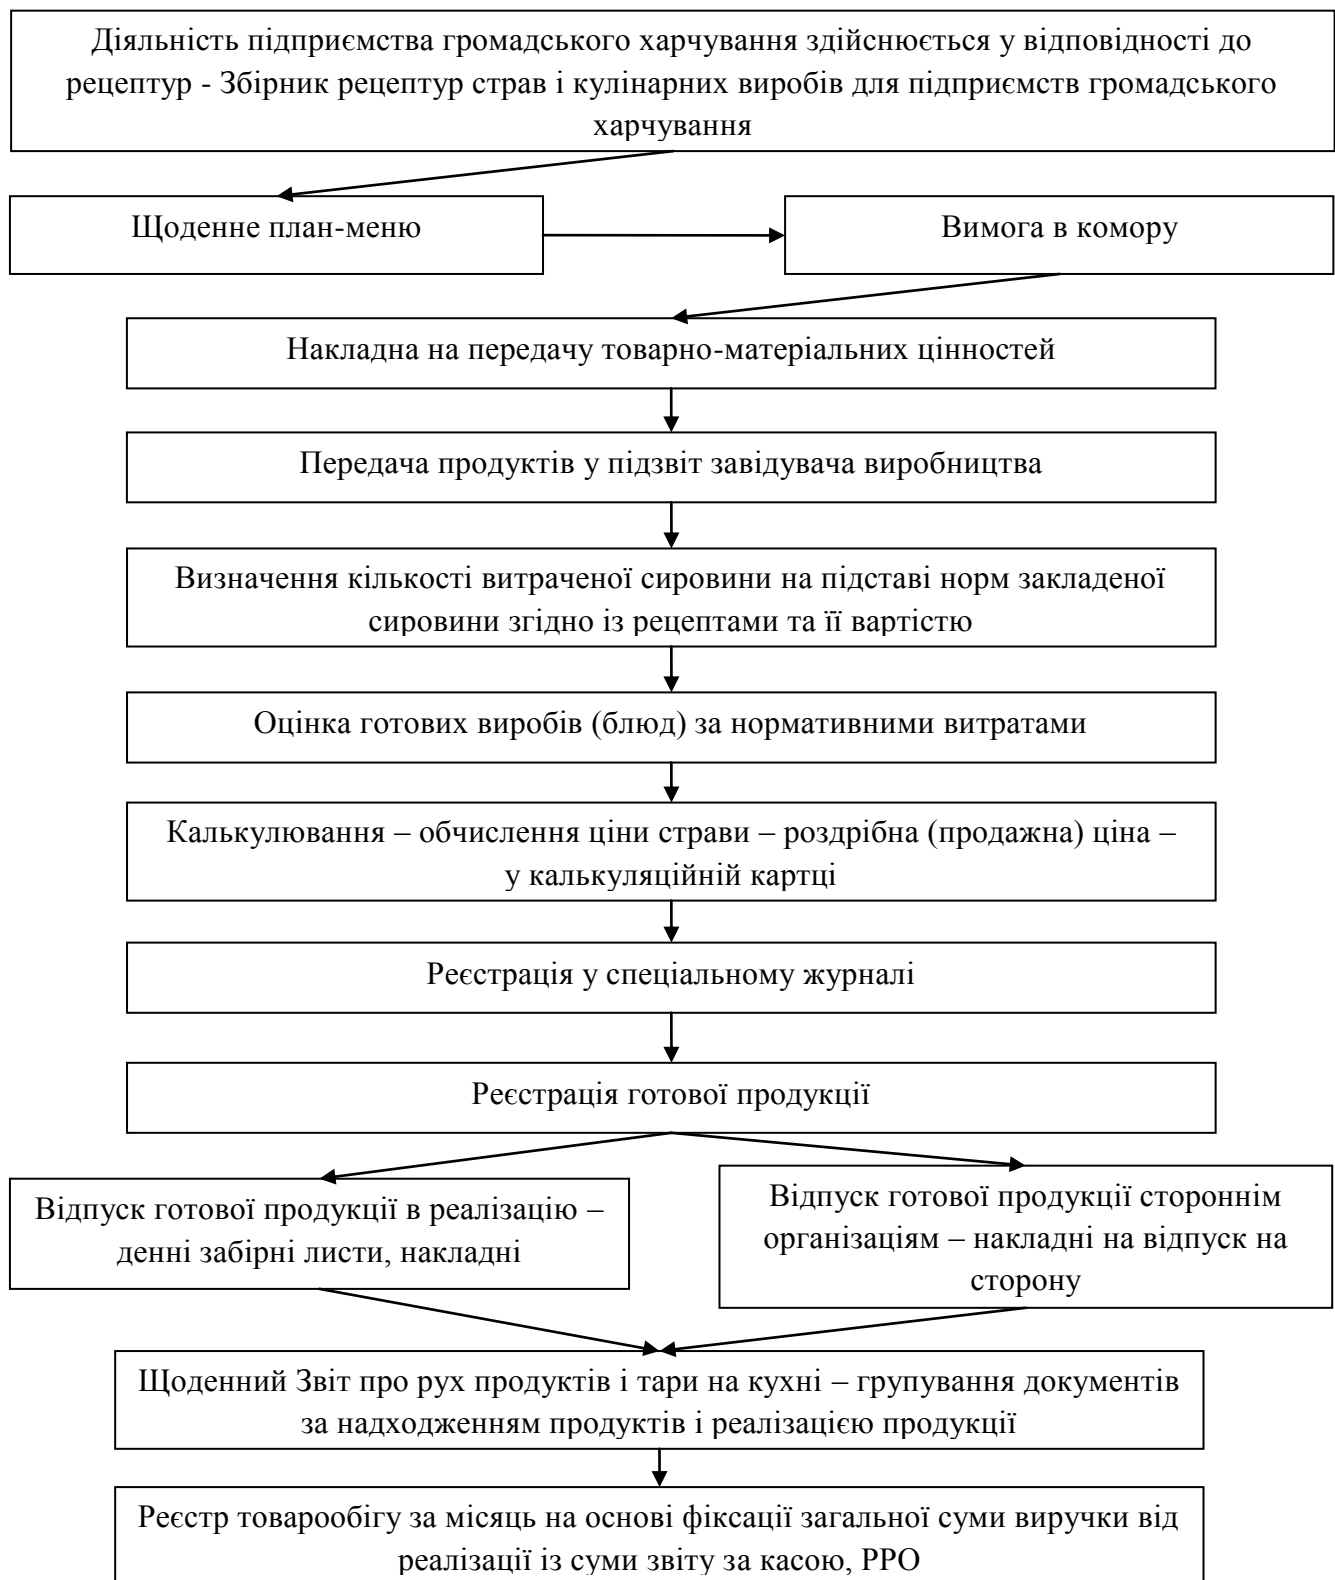 Діяльність підприємства громадського харчування здійснюється у відповідності до
рецептур - Збірник рецептур страв і кулінарних виробів для підприємств громадського
харчування
Щоденне план-меню
Вимога в комору
Накладна на передачу товарно-матеріальних цінностей
Передача продуктів у підзвіт завідувача виробництва
Визначення кількості витраченої сировини на підставі норм закладеної
сировини згідно із рецептами та її вартістю
Оцінка готових виробів (блюд) за нормативними витратами
Калькулювання – обчислення ціни страви – роздрібна (продажна) ціна –
у калькуляційній картці
Реєстрація у спеціальному журналі
Реєстрація готової продукції
Відпуск готової продукції в реалізацію –
денні забірні листи, накладні
Відпуск готової продукції стороннім
організаціям – накладні на відпуск на
сторону
Щоденний Звіт про рух продуктів і тари на кухні – групування документів
за надходженням продуктів і реалізацією продукції
Реєстр товарообігу за місяць на основі фіксації загальної суми виручки від
реалізації із суми звіту за касою, РРО